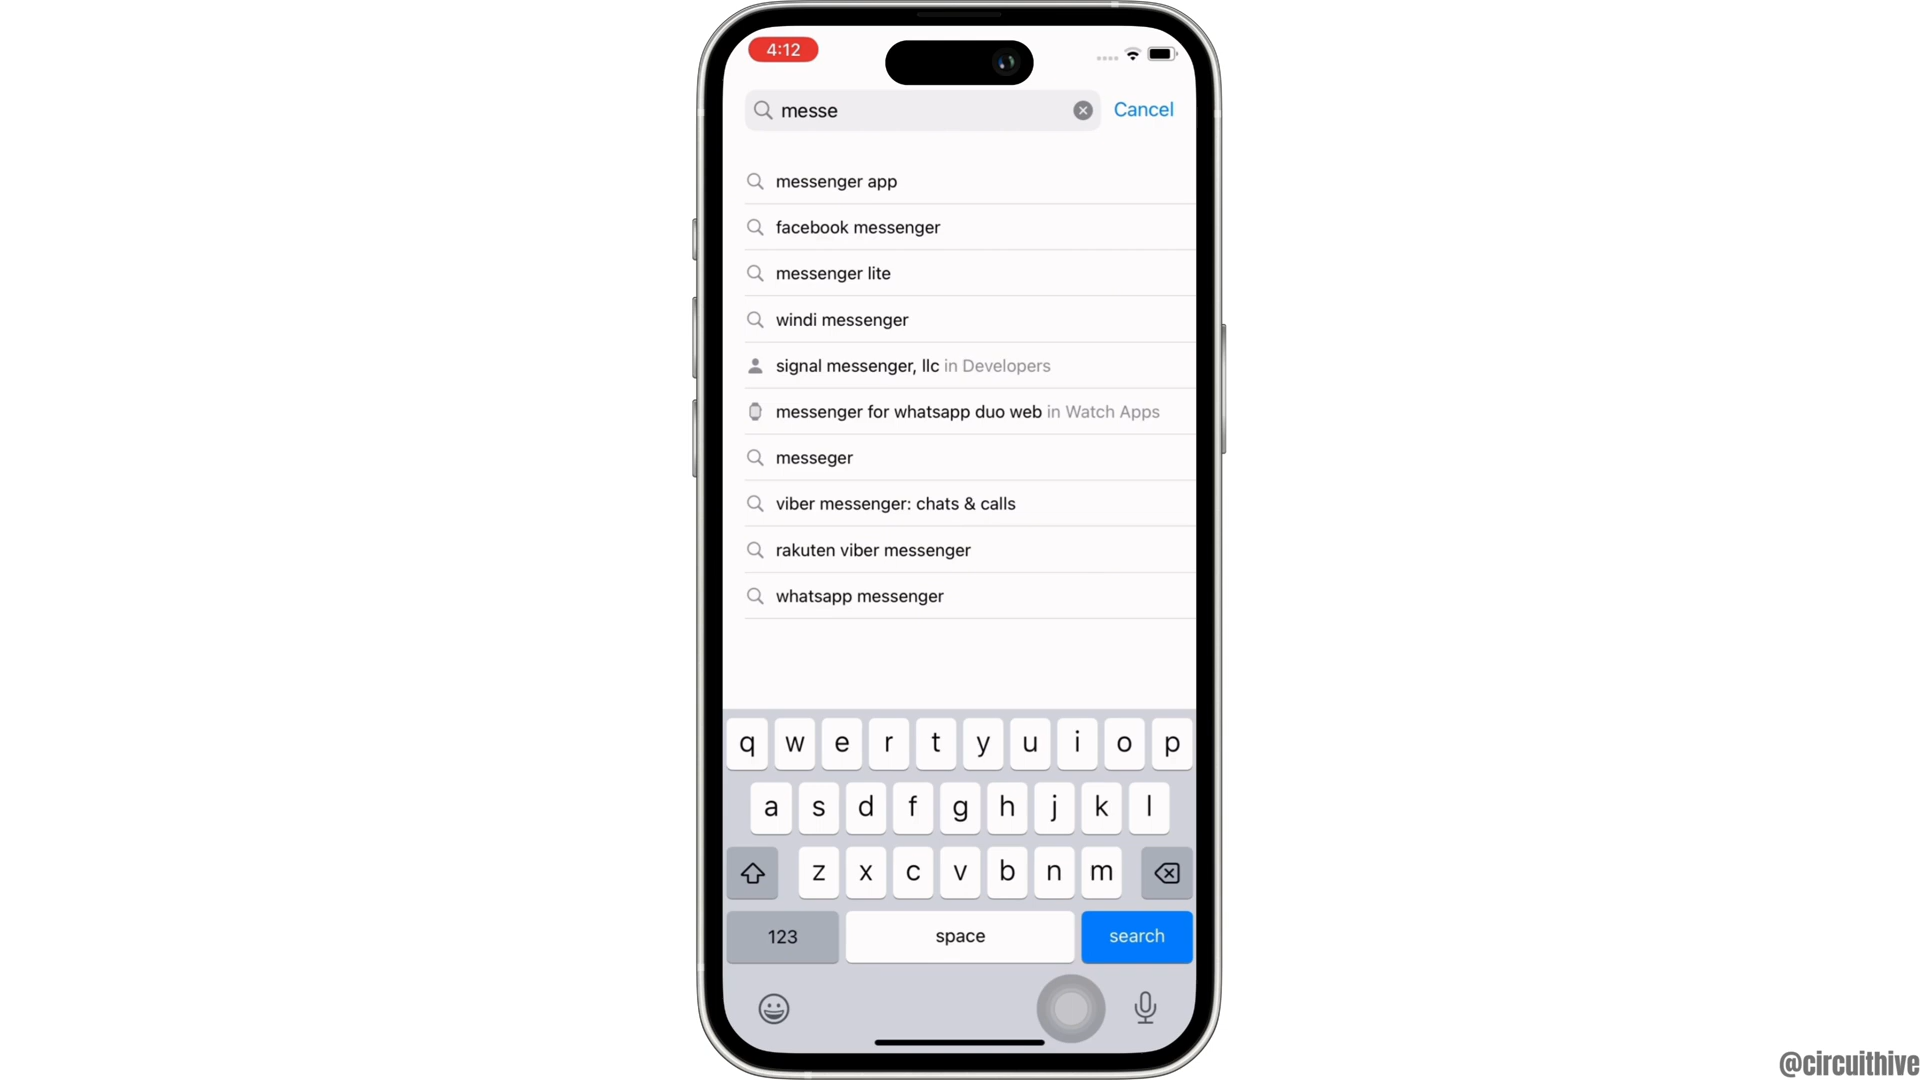 4:12
messe
Cancel
messenger app
facebook messenger
messenger lite
windi messenger
signal messenger, llc in Developers
messenger for whatsapp duo web in Watch Apps
messeger
viber messenger: chats & calls
rakuten viber messenger
whatsapp messenger
q w e r t y u i o p
a s d f g h j k l
z x c v b n m
123 space search
@circuithive